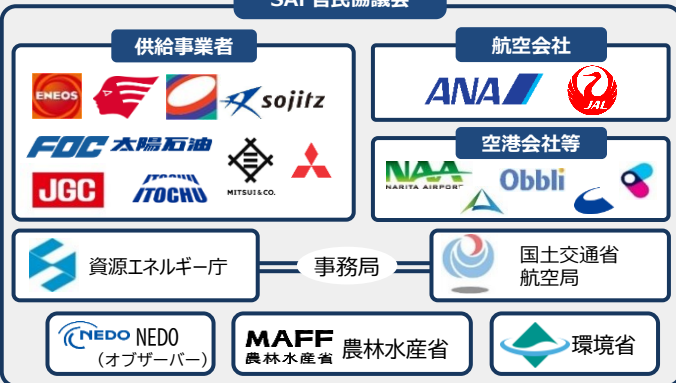 SAF官民協議会
供給事業者
航空会社
ENEOS
sojitz
ANA
JAL
FOC 太陽石油
空港会社等
MITSUI & CO.
NAA
NARITA AIRPORT
Obbli
JGC
ITOCHU
ITOCHU
資源エネルギー庁
事務局
国土交通省
航空局
NEDO NEDO
(オブザーバー)
MAFF
農林水産省 農林水産省
環境省